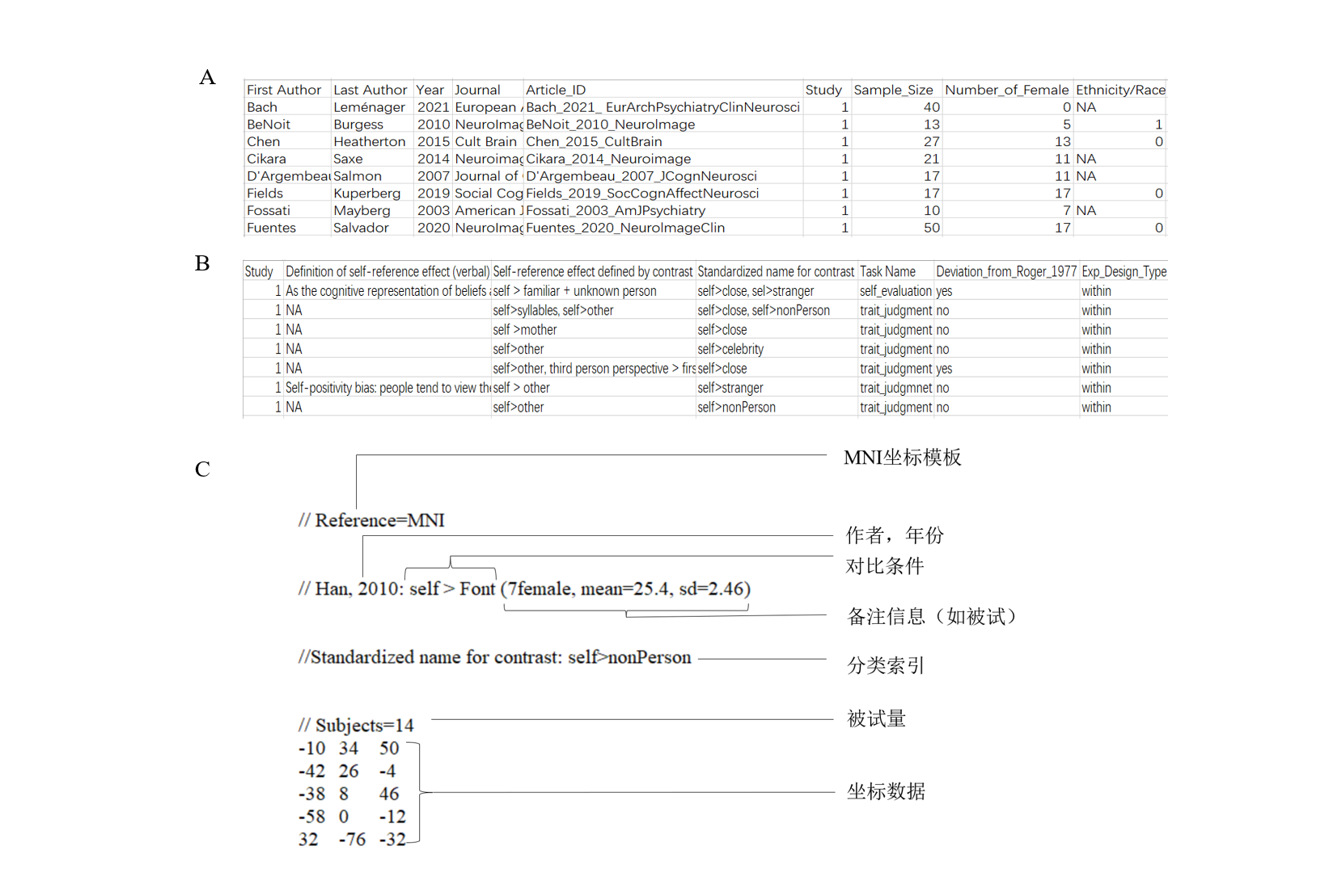 A
First Author Last Author Year Journal Article_ID Study Sample_Size Number_of_Female Ethnicity/Race
Bach Leménager 2021 European Bach_2021_ EurArchPsychiatryClinNeurosci 1 40 0 NA
BeNoit Burgess 2010 NeuroImag BeNoit_2010_NeuroImage 1 13 5 1
Chen Heatherton 2015 Cult Brain Chen_2015_CultBrain 1 27 13 0
Cikara Saxe 2014 Neuroimag Cikara_2014_Neuroimage 1 21 11 NA
D'Argembeau Salmon 2007 Journal of D'Argembeau_2007_JCognNeurosci 1 17 11 NA
Fields Kuperberg 2019 Social Cog Fields_2019_SocCognAffectNeurosci 1 17 17 0
Fossati Mayberg 2003 American J Fossati_2003_AmJPsychiatry 1 10 7 NA
Fuentes Salvador 2020 NeuroImag Fuentes_2020_NeuroImageClin 1 50 17 0
B
Study Definition of self-reference effect (verbal) Self-reference effect defined by contrast Standardized name for contrast Task Name Deviation_from_Roger_1977 Exp_Design_Type
1 As the cognitive representation of beliefs self > familiar + unknown person self>close, sel>stranger self_evaluation yes within
1 NA self>syllables, self>other self>close, self>nonPerson trait_judgment no within
1 NA self >mother self>close trait_judgment no within
1 NA self>other self>celebrity trait_judgment no within
1 NA self>other, third person perspective > firs self>close trait_judgment yes within
1 Self-positivity bias: people tend to view the self > other self>stranger trait_judgmnet no within
1 NA self>other self>nonPerson trait_judgment no within
C
MNI坐标模板
// Reference=MNI
作者，年份
对比条件
// Han, 2010: self > Font (7female, mean=25.4, sd=2.46)
备注信息（如被试）
//Standardized name for contrast: self>nonPerson
分类索引
被试量
// Subjects=14
-10 34 50
-42 26 -4
-38 8 46
坐标数据
-58 0 -12
32 -76 -32